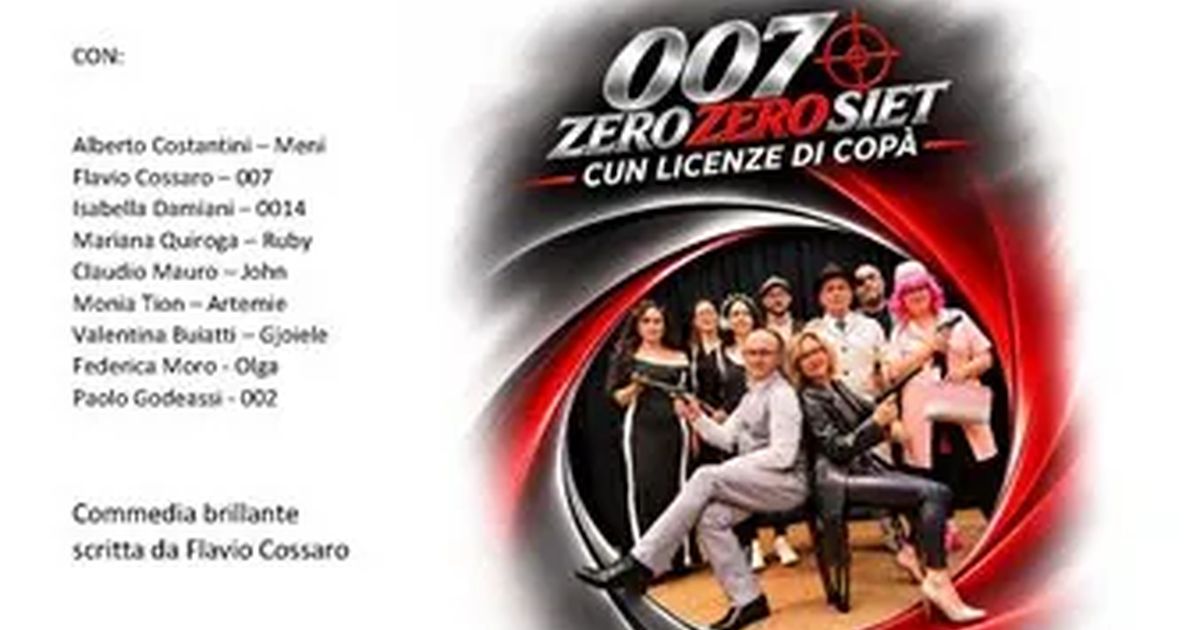 CON:
Alberto Costantini – Meni
Flavio Cossaro – 007
Isabella Damiani – 0014
Mariana Quiroga – Ruby
Claudio Mauro – John
Monia Tion – Artemie
Valentina Buiatti – Gjoiele
Federica Moro - Olga
Paolo Godeassi - 002
Commedia brillante
scritta da Flavio Cossaro
007
ZEROZEROSIET
CUN LICENZE DI COPÀ